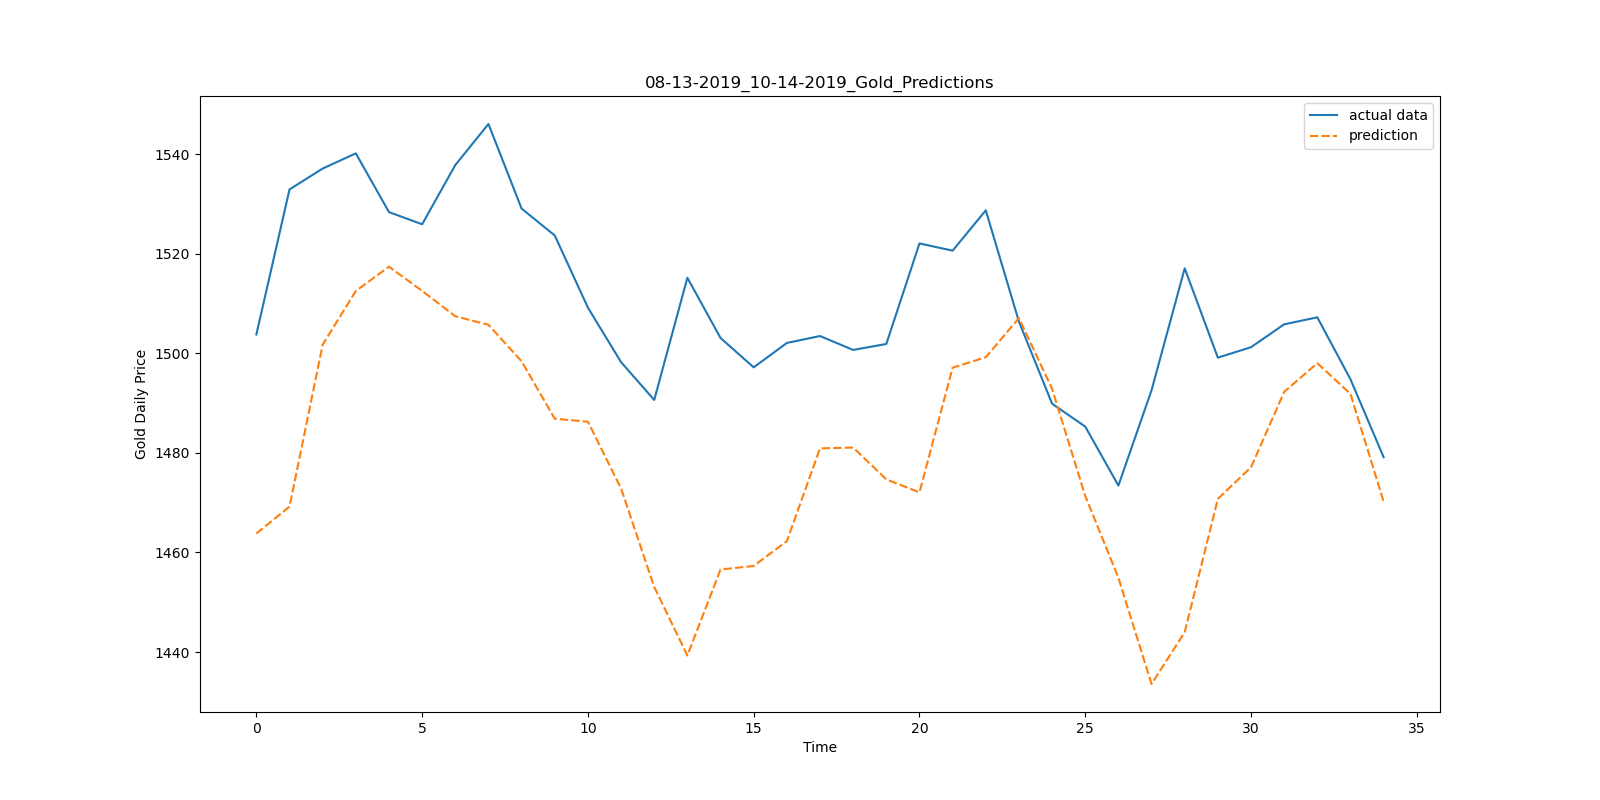 08-13-2019_10-14-2019_Gold_Predictions
actual data
prediction
1540
1520
1500
1480
1460
1440
Gold Daily Price
0 5 10 15 20 25 30 35
Time